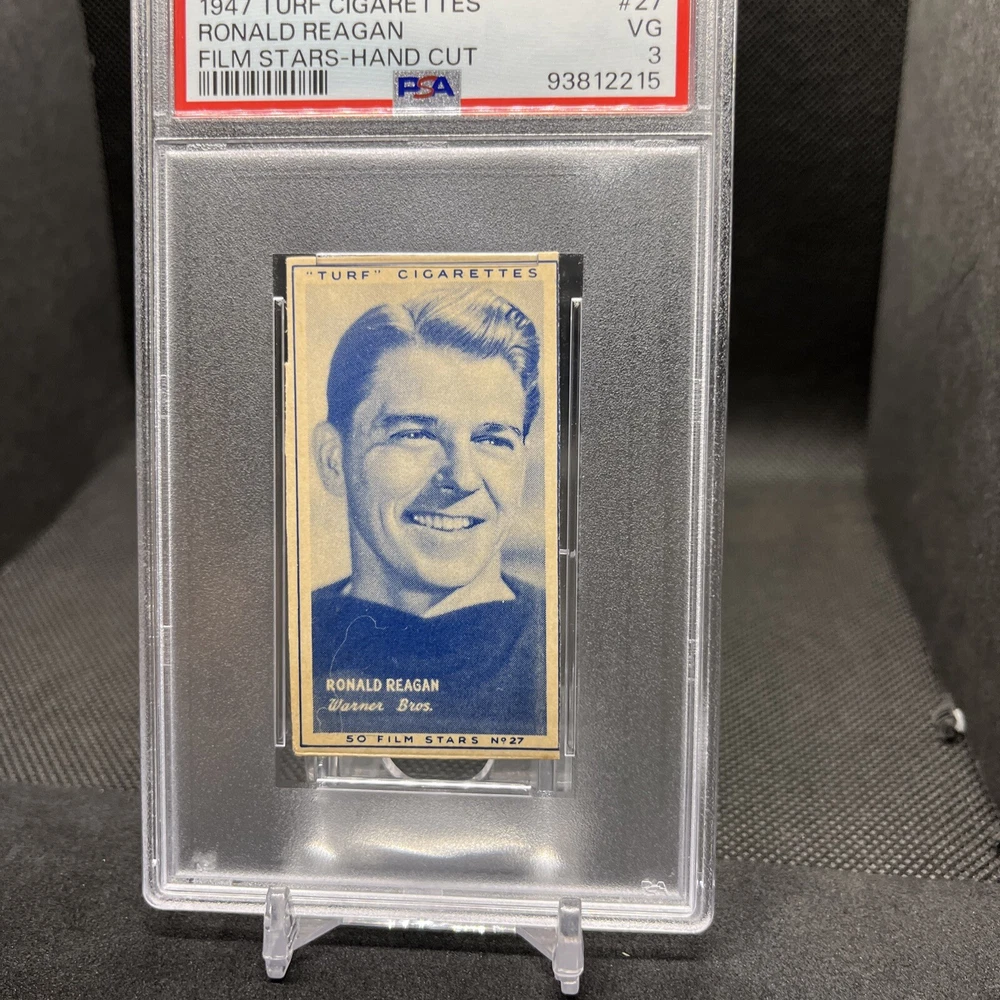 1947 TURF CIGARETTES #27
RONALD REAGAN VG
FILM STARS-HAND CUT 3
PSA 93812215
"TURF" CIGARETTES
RONALD REAGAN
Warner Bros.
50 FILM STARS Nº27